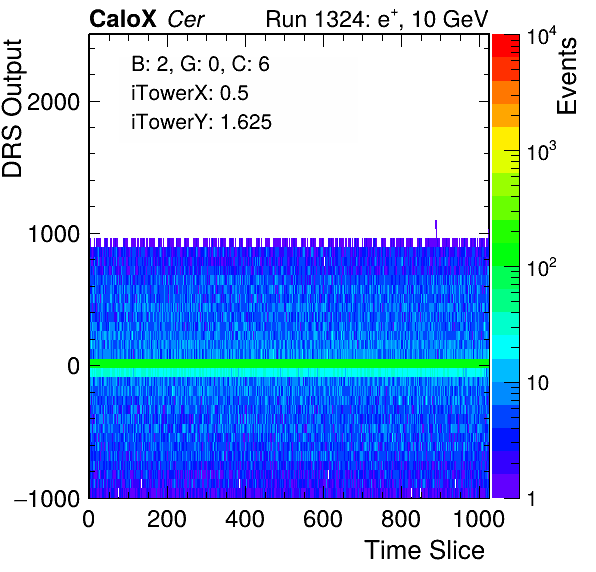 CaloX Cer
Run 1324: e+, 10 GeV
B: 2, G: 0, C: 6
iTowerX: 0.5
iTowerY: 1.625
DRS Output
2000
1000
0
−1000
0 200 400 600 800 1000
Time Slice
Events
10^4
10^3
10^2
10
1